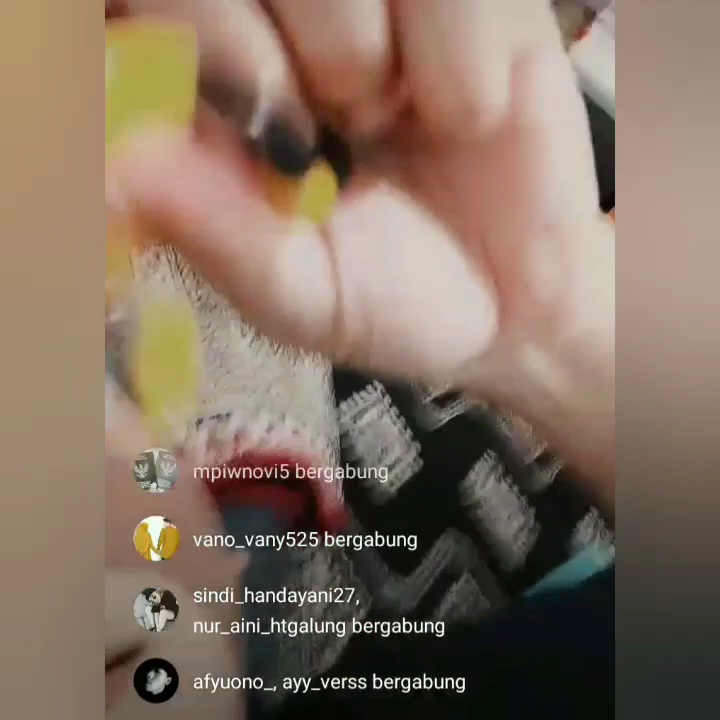 mpiwnovi5 bergabung
vano_vany525 bergabung
sindi_handayani27,
nur_aini_htgalung bergabung
afyuono_, ayy_verss bergabung